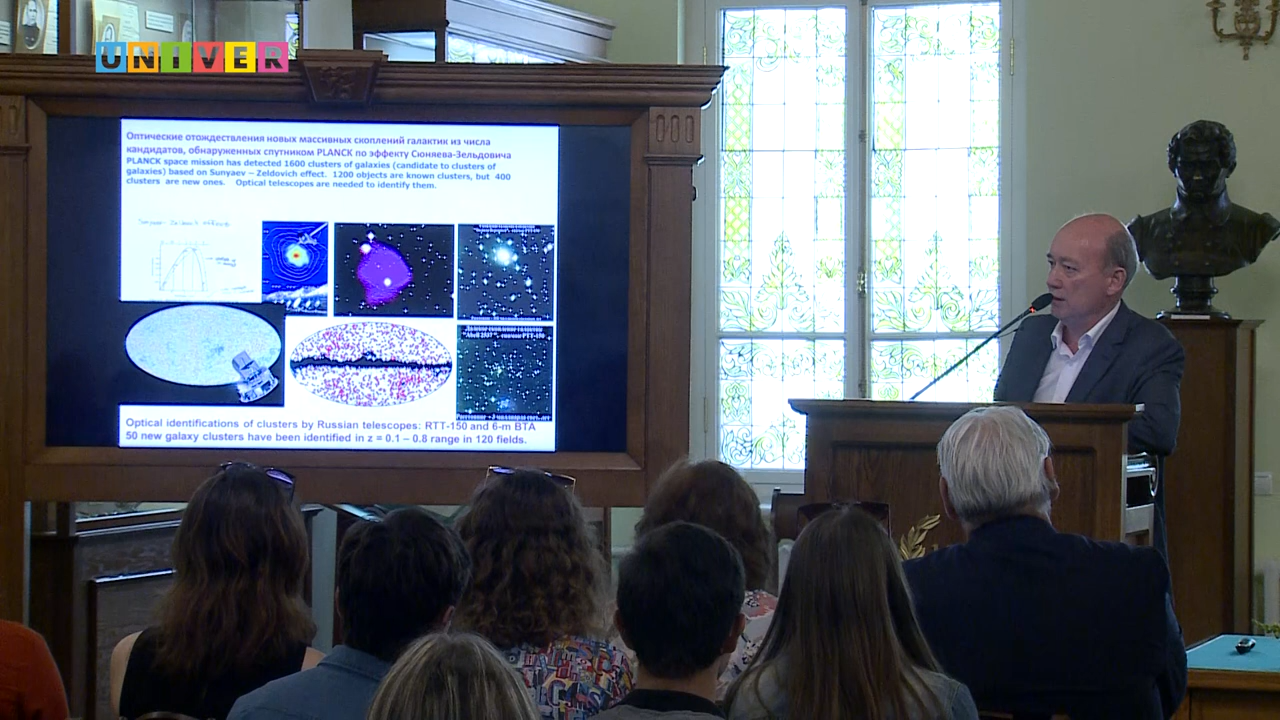 UNIVER
Оптические отождествления новых массивных скоплений галактик из числа
кандидатов, обнаруженных спутником PLANCK по эффекту Сюняева-Зельдовича
PLANCK space mission has detected 1600 clusters of galaxies (candidate to clusters of
galaxies) based on Sunyaev – Zeldovich effect. 1200 objects are known clusters, but 400
clusters are new ones. Optical telescopes are needed to identify them.
Далекое скопление галактик
Optical identifications of clusters by Russian telescopes: RTT-150 and 6-m BTA
50 new galaxy clusters have been identified in z = 0.1 – 0.8 range in 120 fields.